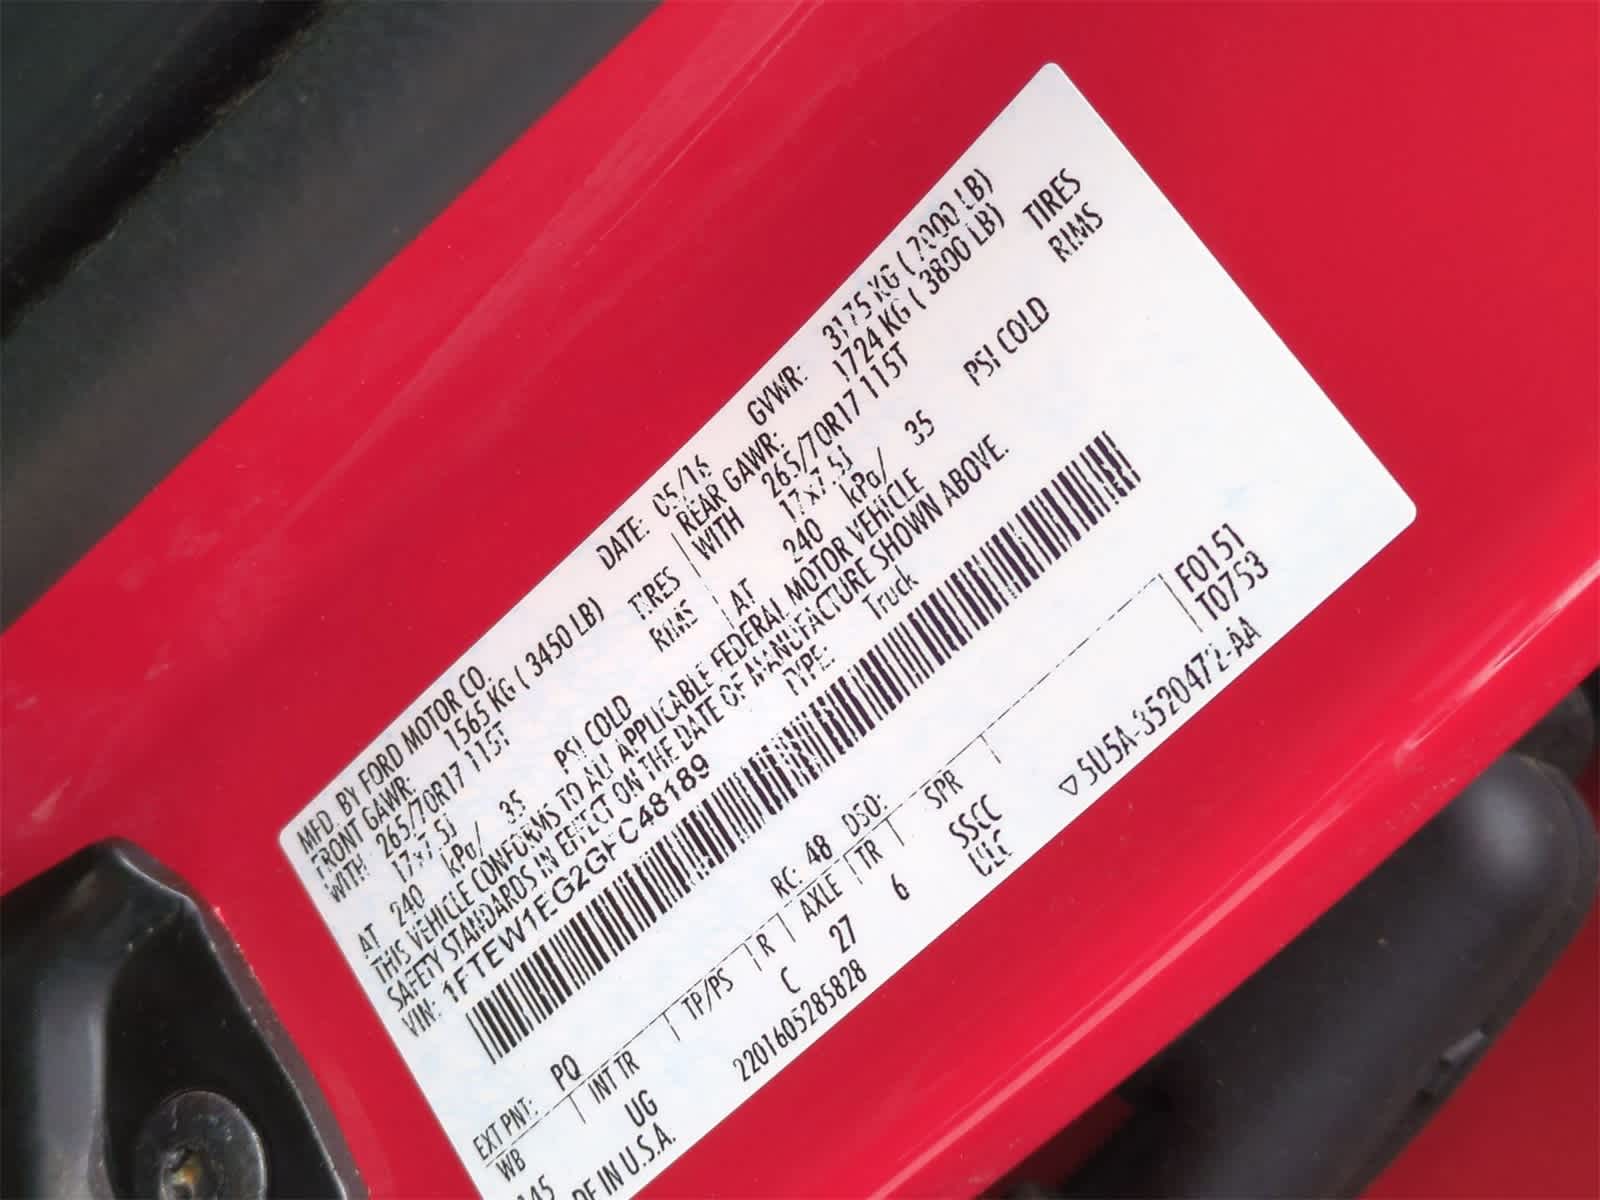 MFD. BY FORD MOTOR CO. DATE: 05/16 GVWR: 3175 KG ( 7000 LB)
FRONT GAWR: 1565 KG ( 3450 LB) REAR GAWR: 1724 KG ( 3800 LB)
WITH 265/70R17 115T TIRES WITH 265/70R17 115T TIRES
17x7.5J RIMS 17x7.5J RIMS
AT 240 kPa/ 35 PSI COLD AT 240 kPa/ 35 PSI COLD
THIS VEHICLE CONFORMS TO ALL APPLICABLE FEDERAL MOTOR VEHICLE
SAFETY STANDARDS IN EFFECT ON THE DATE OF MANUFACTURE SHOWN ABOVE.
VIN: 1FTEW1EG2GFC48189 TYPE: Truck
F0151
T0753
EXT PNT: PQ RC: 48 DSO:
WB INT TR TP/PS R AXLE TR SPR
145 UG C 27 6 SSCC
IN U.S.A. 2201605285828 ▽5U5A-3520472-AA